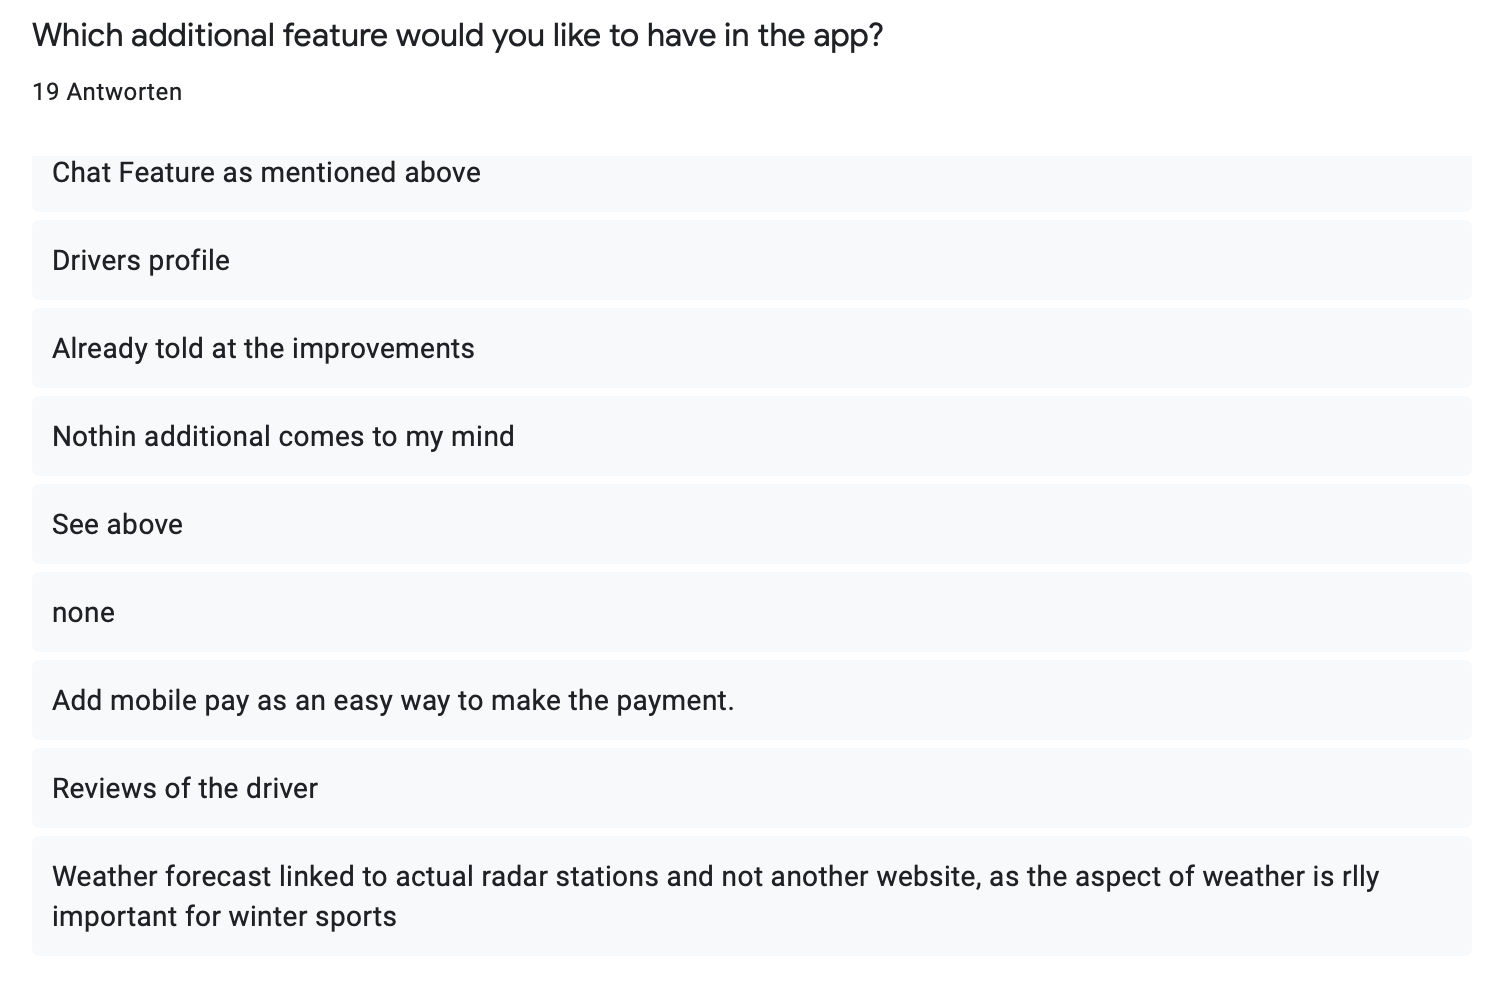 Which additional feature would you like to have in the app?
19 Antworten
Chat Feature as mentioned above
Drivers profile
Already told at the improvements
Nothin additional comes to my mind
See above
none
Add mobile pay as an easy way to make the payment.
Reviews of the driver
Weather forecast linked to actual radar stations and not another website, as the aspect of weather is rlly
important for winter sports